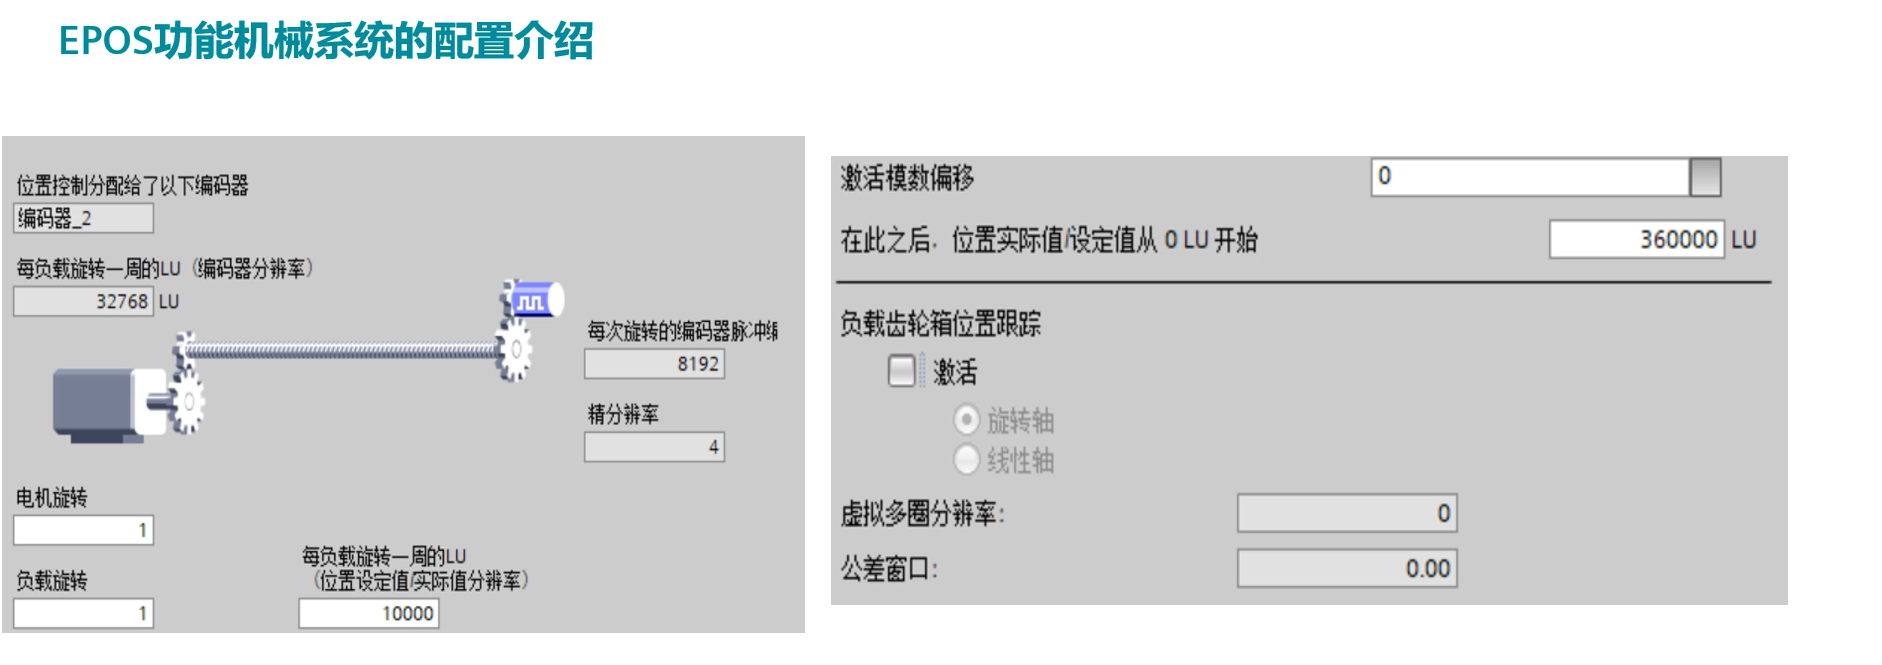 EPOS功能机械系统的配置介绍
位置控制分配给了以下编码器
编码器_2
每负载旋转一周的LU（编码器分辨率）
32768 LU
每次旋转的编码器脉冲
8192
精分辨率
4
电机旋转
1
每负载旋转一周的LU
（位置设定值/实际值分辨率）
负载旋转
1
10000
激活模数偏移
0
在此之后，位置实际值/设定值从 0 LU 开始
360000 LU
负载齿轮箱位置跟踪
激活
旋转轴
线性轴
虚拟多圈分辨率:
0
公差窗口:
0.00